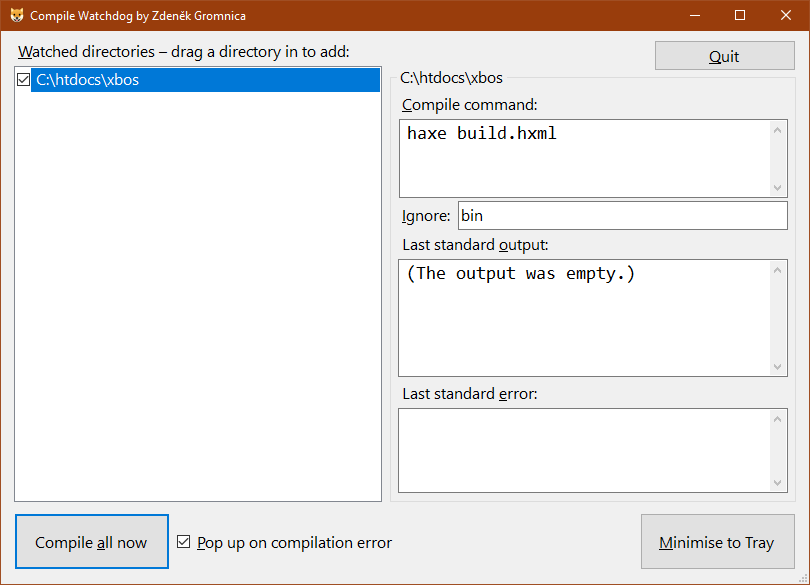 Compile Watchdog by Zdeněk Gromnica
Watched directories – drag a directory in to add:
Quit
C:\htdocs\xbos
C:\htdocs\xbos
Compile command:
haxe build.hxml
Ignore: bin
Last standard output:
(The output was empty.)
Last standard error:
Compile all now
Pop up on compilation error
Minimise to Tray